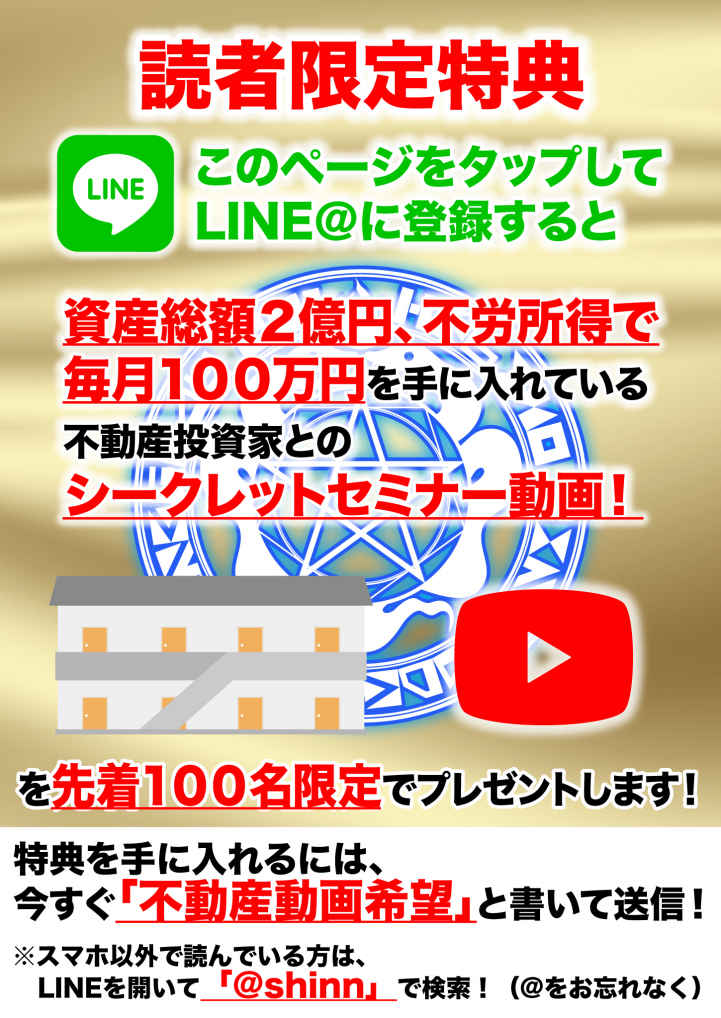 読者限定特典
LINE
このページをタップして
LINE@に登録すると
資産総額2億円、不労所得で
毎月100万円を手に入れている
不動産投資家との
シークレットセミナー動画！
を先着100名限定でプレゼントします！
特典を手に入れるには、
今すぐ「不動産動画希望」と書いて送信！
※スマホ以外で読んでいる方は、
LINEを開いて「@shinn」で検索！（@をお忘れなく）